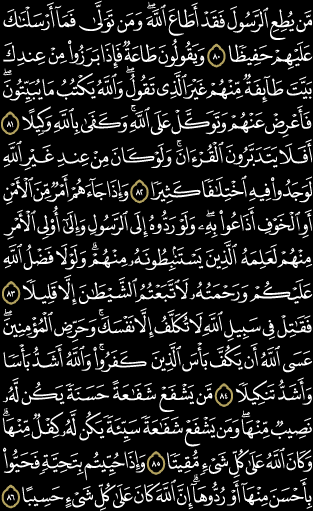 مَّن يُطِعِ ٱلرَّسُولَ فَقَدْ أَطَاعَ ٱللَّهَ ۖ وَمَن تَوَلَّىٰ فَمَآ أَرْسَلْنَٰكَ
عَلَيْهِمْ حَفِيظًا ٨٠ وَيَقُولُونَ طَاعَةٌ فَإِذَا بَرَزُوا۟ مِنْ عِندِكَ
بَيَّتَ طَآئِفَةٌ مِّنْهُمْ غَيْرَ ٱلَّذِى تَقُولُ ۖ وَٱللَّهُ يَكْتُبُ مَا يُبَيِّتُونَ ۖ
فَأَعْرِضْ عَنْهُمْ وَتَوَكَّلْ عَلَى ٱللَّهِ ۚ وَكَفَىٰ بِٱللَّهِ وَكِيلًا ٨١
أَفَلَا يَتَدَبَّرُونَ ٱلْقُرْءَانَ ۚ وَلَوْ كَانَ مِنْ عِندِ غَيْرِ ٱللَّهِ
لَوَجَدُوا۟ فِيهِ ٱخْتِلَٰفًا كَثِيرًا ٨٢ وَإِذَا جَآءَهُمْ أَمْرٌ مِّنَ ٱلْأَمْنِ
أَوِ ٱلْخَوْفِ أَذَاعُوا۟ بِهِۦ ۖ وَلَوْ رَدُّوهُ إِلَى ٱلرَّسُولِ وَإِلَىٰٓ أُو۟لِى ٱلْأَمْرِ
مِنْهُمْ لَعَلِمَهُ ٱلَّذِينَ يَسْتَنۢبِطُونَهُۥ مِنْهُمْ ۗ وَلَوْلَا فَضْلُ ٱللَّهِ
عَلَيْكُمْ وَرَحْمَتُهُۥ لَٱتَّبَعْتُمُ ٱلشَّيْطَٰنَ إِلَّا قَلِيلًا ٨٣
فَقَٰتِلْ فِى سَبِيلِ ٱللَّهِ لَا تُكَلَّفُ إِلَّا نَفْسَكَ ۚ وَحَرِّضِ ٱلْمُؤْمِنِينَ ۖ
عَسَى ٱللَّهُ أَن يَكُفَّ بَأْسَ ٱلَّذِينَ كَفَرُوا۟ ۚ وَٱللَّهُ أَشَدُّ بَأْسًا
وَأَشَدُّ تَنكِيلًا ٨٤ مَّن يَشْفَعْ شَفَٰعَةً حَسَنَةً يَكُن لَّهُۥ
نَصِيبٌ مِّنْهَا ۖ وَمَن يَشْفَعْ شَفَٰعَةً سَيِّئَةً يَكُن لَّهُۥ كِفْلٌ مِّنْهَا ۗ
وَكَانَ ٱللَّهُ عَلَىٰ كُلِّ شَىْءٍ مُّقِيتًا ٨٥ وَإِذَا حُيِّيتُم بِتَحِيَّةٍ فَحَيُّوا۟
بِأَحْسَنَ مِنْهَآ أَوْ رُدُّوهَآ ۗ إِنَّ ٱللَّهَ كَانَ عَلَىٰ كُلِّ شَىْءٍ حَسِيبًا ٨٦